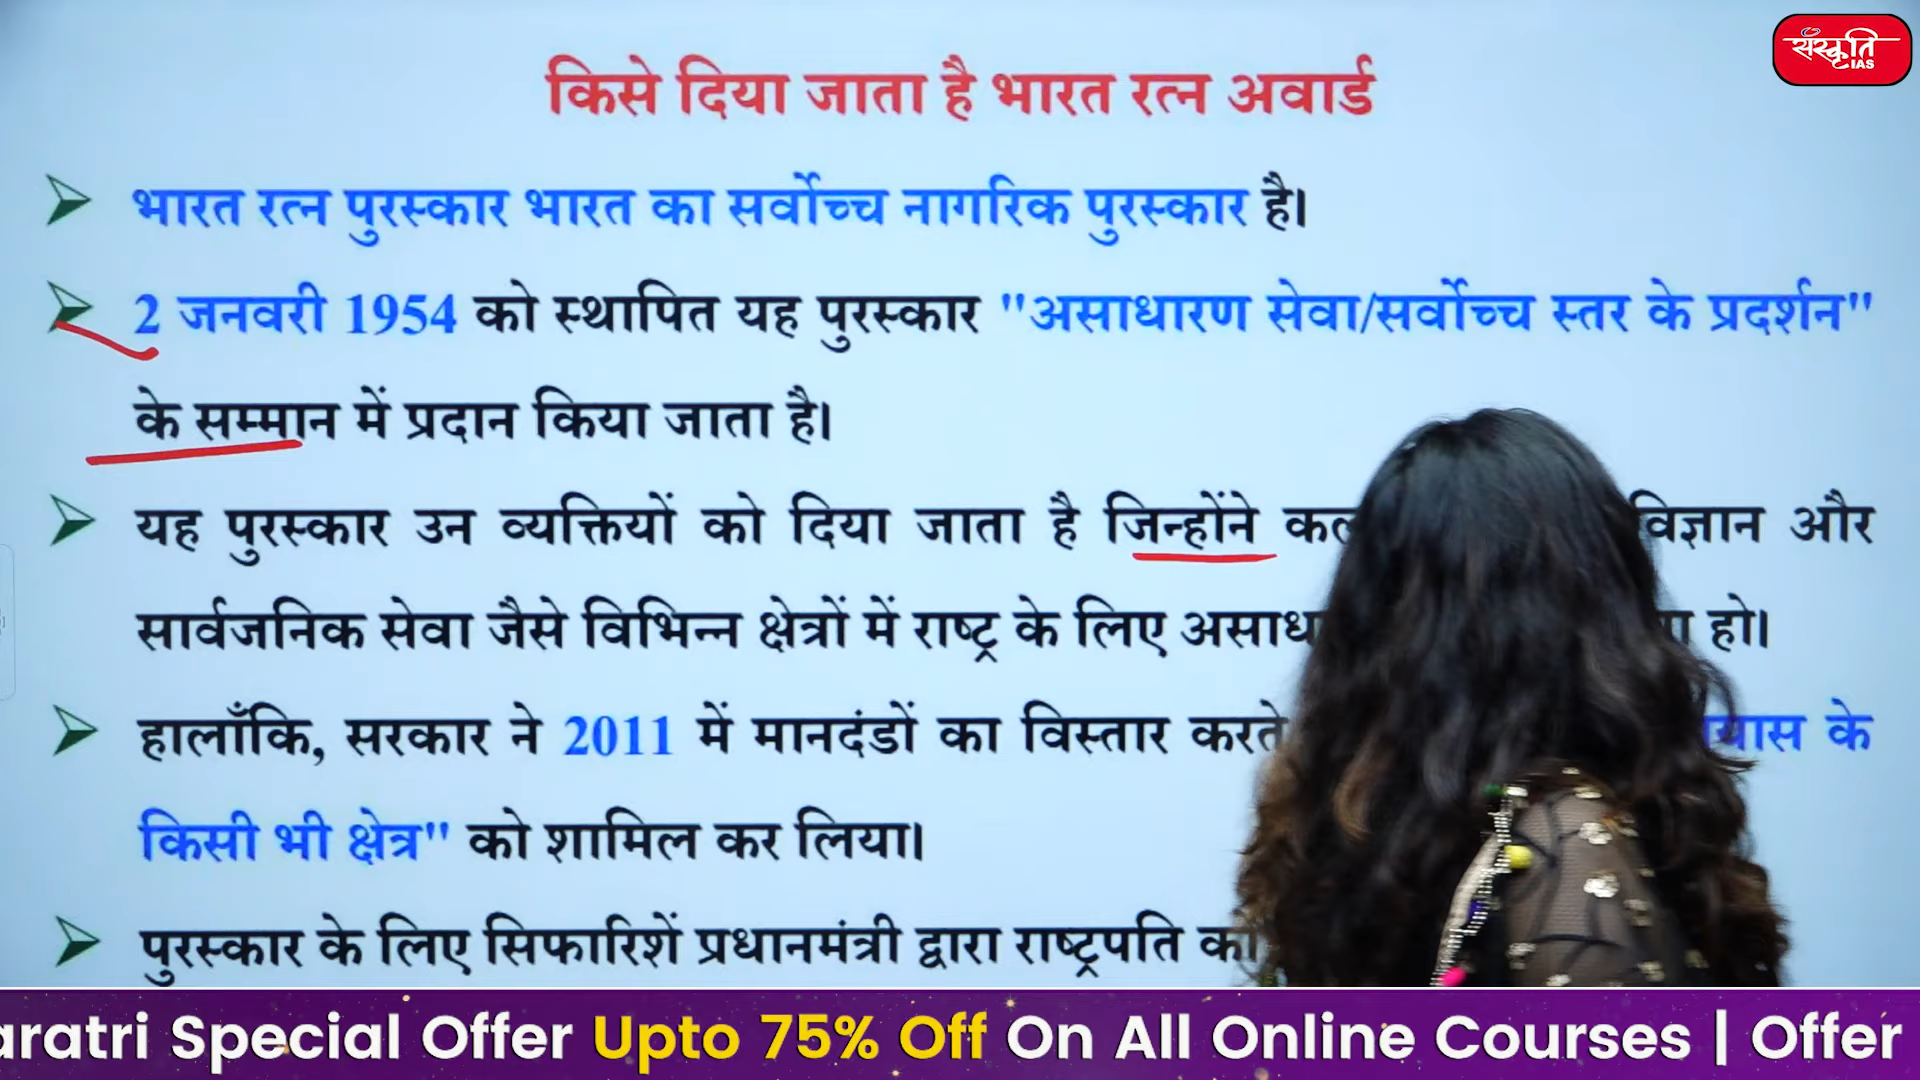 संस्कृति
IAS
किसे दिया जाता है भारत रत्न अवार्ड
भारत रत्न पुरस्कार भारत का सर्वोच्च नागरिक पुरस्कार है।
2 जनवरी 1954 को स्थापित यह पुरस्कार "असाधारण सेवा/सर्वोच्च स्तर के प्रदर्शन"
के सम्मान में प्रदान किया जाता है।
यह पुरस्कार उन व्यक्तियों को दिया जाता है जिन्होंने विज्ञान और
सार्वजनिक सेवा जैसे विभिन्न क्षेत्रों में राष्ट्र के लिए हो।
हालाँकि, सरकार ने 2011 में मानदंडों का विस्तार करते के
किसी भी क्षेत्र" को शामिल कर लिया।
पुरस्कार के लिए सिफारिशें प्रधानमंत्री द्वारा राष्ट्रपति
Special Offer Upto 75% Off On All Online Courses | Offer